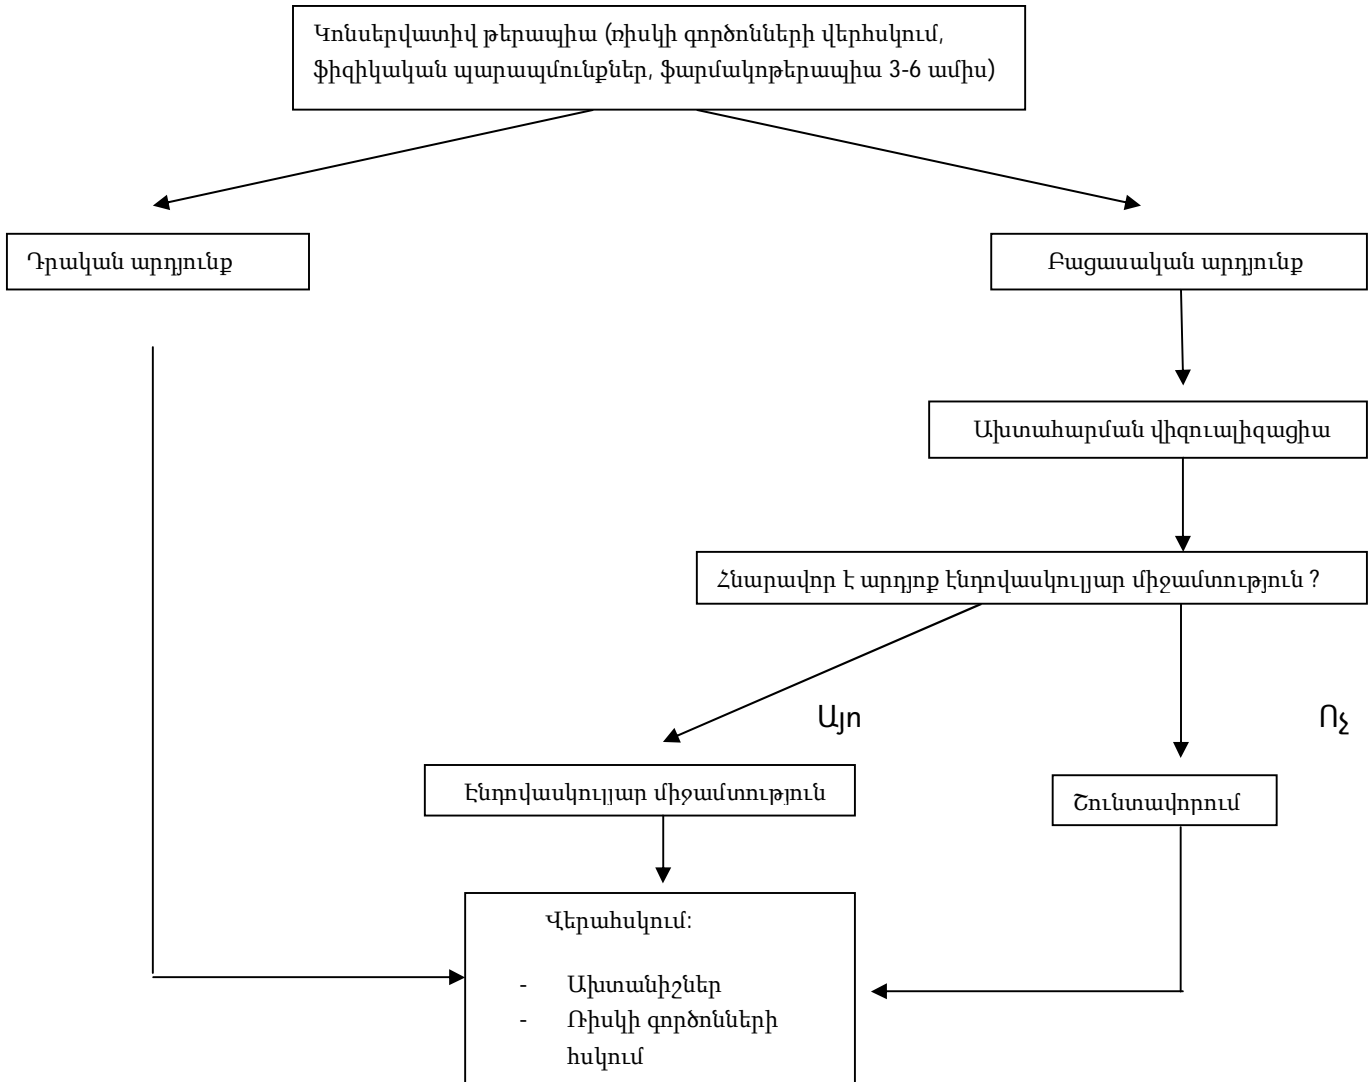 Կոնսերվատիվ թերապիա (ռիսկի գործոնների վերհսկում,
ֆիզիկական պարապմունքներ, ֆարմակոթերապիա 3-6 ամիս)
Դրական արդյունք
Բացասական արդյունք
Ախտահարման վիզուալիզացիա
Հնարավոր է արդյոք էնդովասկուլյար միջամտություն ?
Այո
Ոչ
Էնդովասկուլյար միջամտություն
Շունտավորում
Վերահսկում:
- Ախտանիշներ
- Ռիսկի գործոնների
հսկում